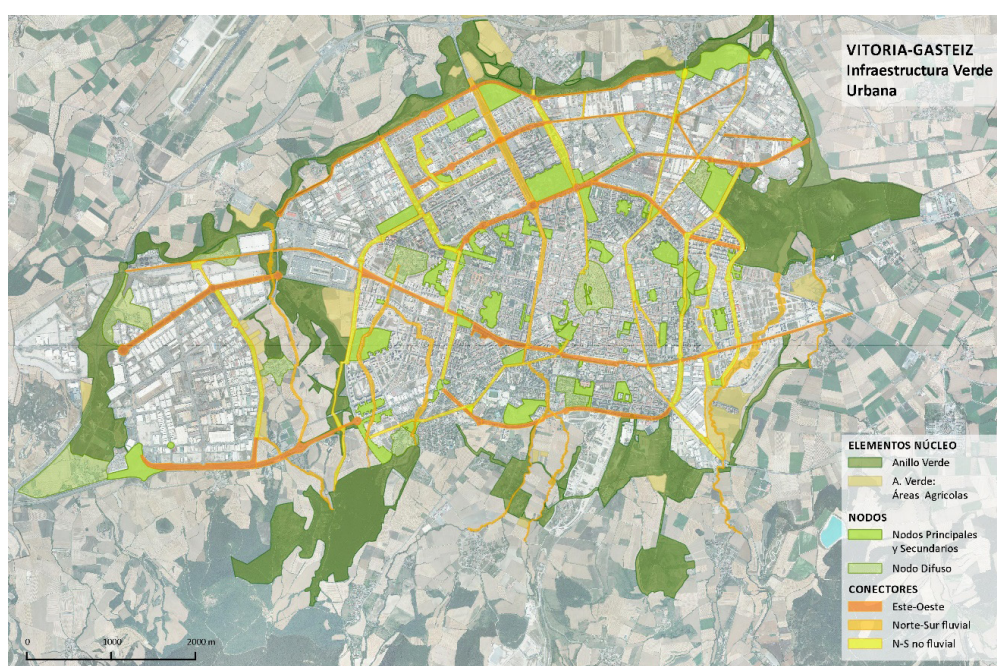 VITORIA-GASTEIZ
Infraestructura Verde
Urbana
ELEMENTOS NÚCLEO
Anillo Verde
A. Verde:
Áreas Agricolas
NODOS
Nodos Principales
y Secundarios
Nodo Difuso
CONECTORES
Este-Oeste
Norte-Sur fluvial
N-S no fluvial
0 1000 2000 m